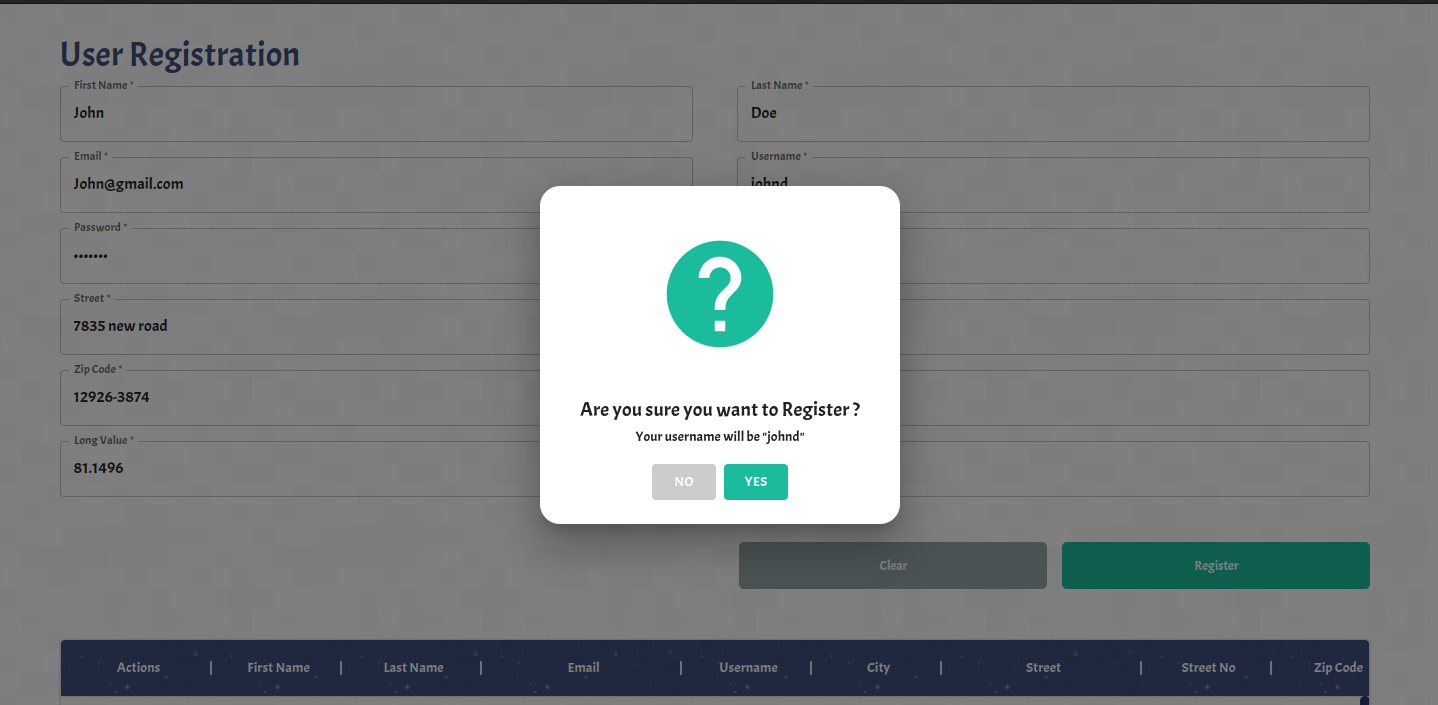 User Registration
First Name *
John
Last Name *
Doe
Email *
John@gmail.com
Username *
johnd
Password *
•••••••
Street *
7835 new road
Zip Code *
12926-3874
Long Value *
81.1496
?
Are you sure you want to Register ?
Your username will be "johnd"
NO YES
Clear Register
Actions First Name Last Name Email Username City Street Street No Zip Code